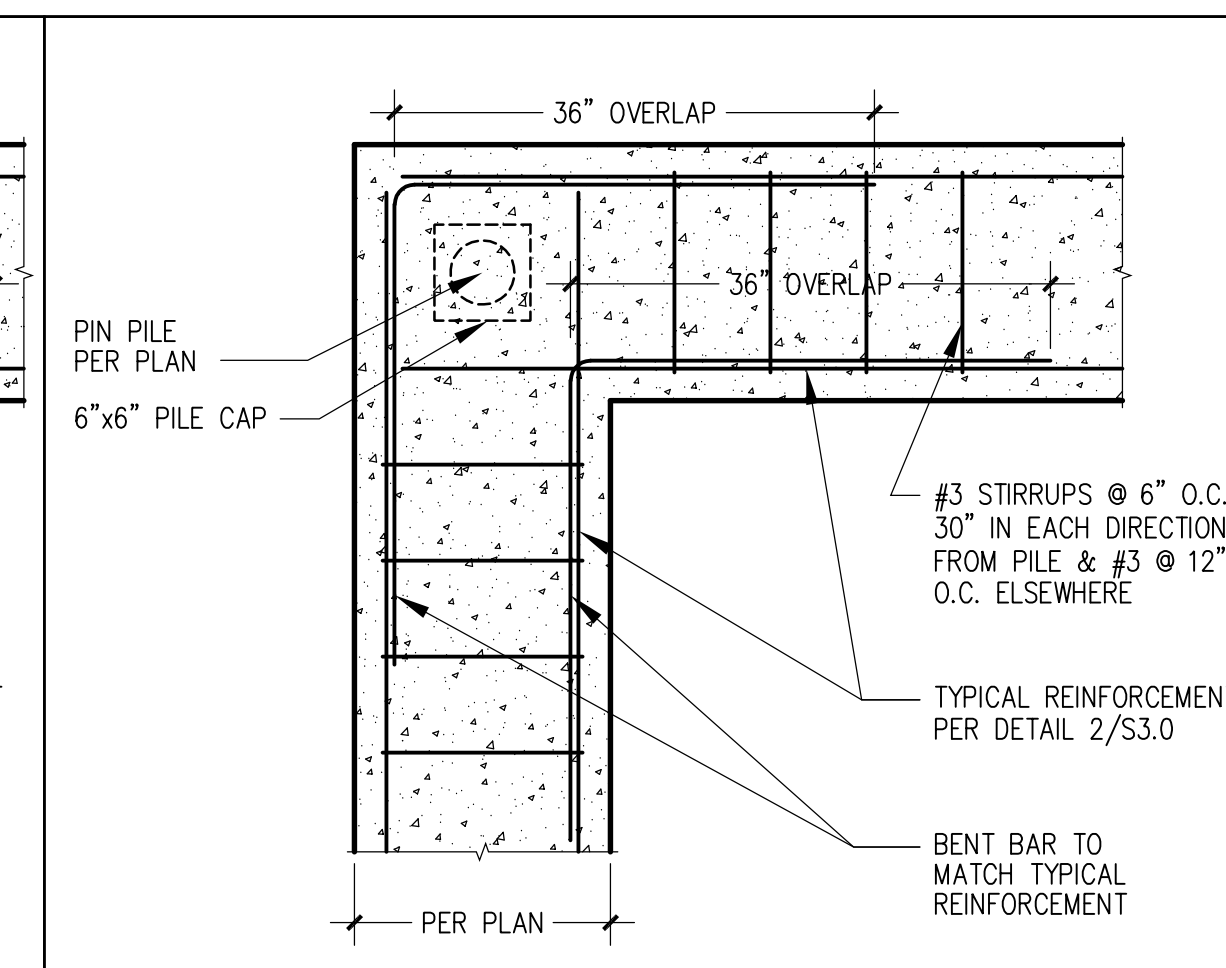 36" OVERLAP
36" OVERLAP
PIN PILE
PER PLAN
6"x6" PILE CAP
#3 STIRRUPS @ 6" O.C.
30" IN EACH DIRECTION
FROM PILE & #3 @ 12"
O.C. ELSEWHERE
TYPICAL REINFORCEMEN
PER DETAIL 2/S3.0
BENT BAR TO
MATCH TYPICAL
REINFORCEMENT
PER PLAN